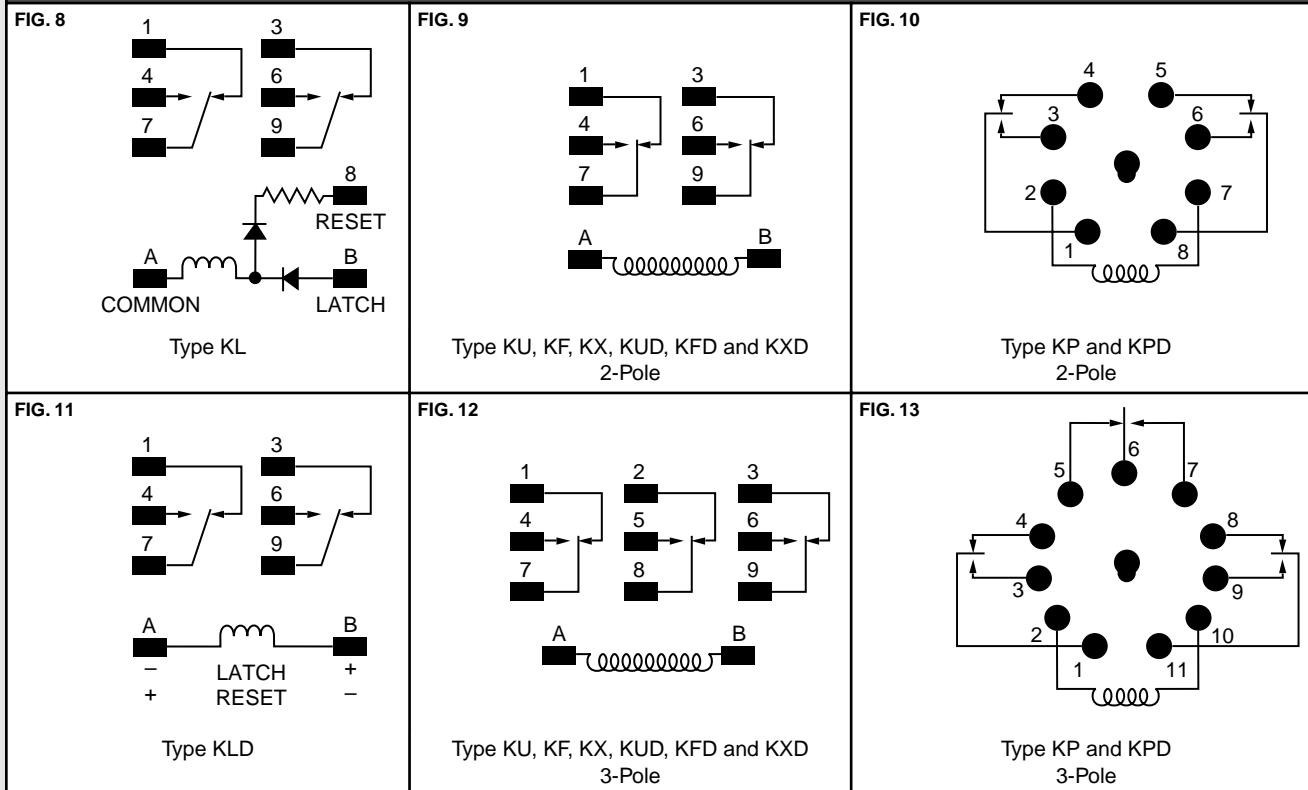 FIG. 8
1 3
4 6
7 9
8
RESET
A B
COMMON LATCH
Type KL
FIG. 9
1 3
4 6
7 9
A B
Type KU, KF, KX, KUD, KFD and KXD
2-Pole
FIG. 10
4 5
3 6
2 7
1 8
Type KP and KPD
2-Pole
FIG. 11
1 3
4 6
7 9
A B
– LATCH +
+ RESET –
Type KLD
FIG. 12
1 2 3
4 5 6
7 8 9
A B
Type KU, KF, KX, KUD, KFD and KXD
3-Pole
FIG. 13
6
5 7
4 8
3 9
2 10
1 11
Type KP and KPD
3-Pole